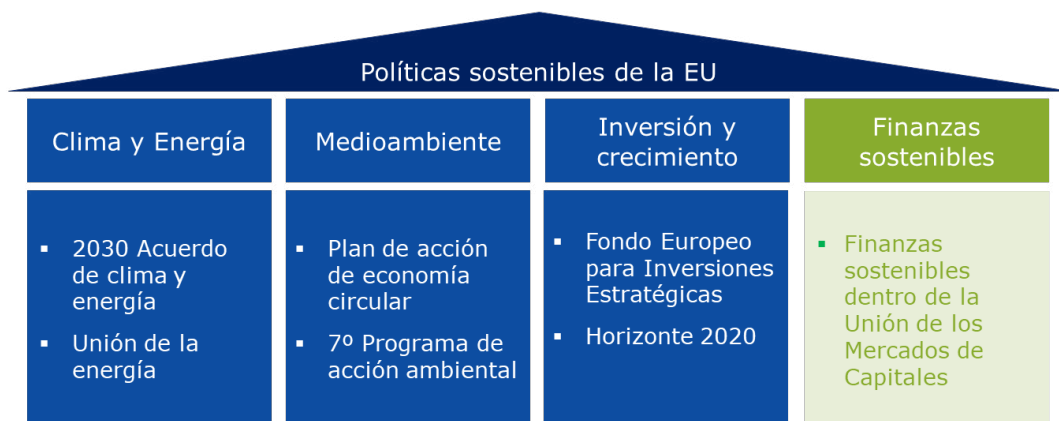 Políticas sostenibles de la EU
Clima y Energía
Medioambiente
Inversión y
crecimiento
Finanzas
sostenibles
▪ 2030 Acuerdo
de clima y
energía
▪ Unión de la
energía
▪ Plan de acción
de economía
circular
▪ 7º Programa de
acción ambiental
▪ Fondo Europeo
para Inversiones
Estratégicas
▪ Horizonte 2020
▪ Finanzas
sostenibles
dentro de la
Unión de los
Mercados de
Capitales